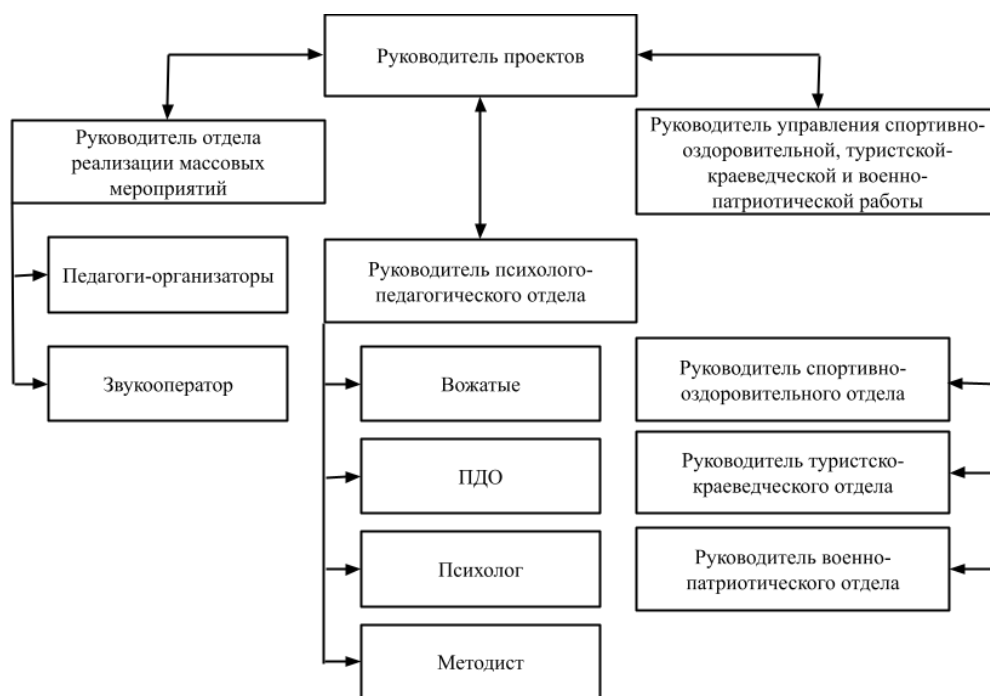 Руководитель проектов
Руководитель отдела
реализации массовых
мероприятий
Руководитель управления спортивно-
оздоровительной, туристской-
краеведческой и военно-
патриотической работы
Педагоги-организаторы
Руководитель психолого-
педагогического отдела
Звукооператор
Вожатые
Руководитель спортивно-
оздоровительного отдела
ПДО
Руководитель туристско-
краеведческого отдела
Психолог
Руководитель военно-
патриотического отдела
Методист